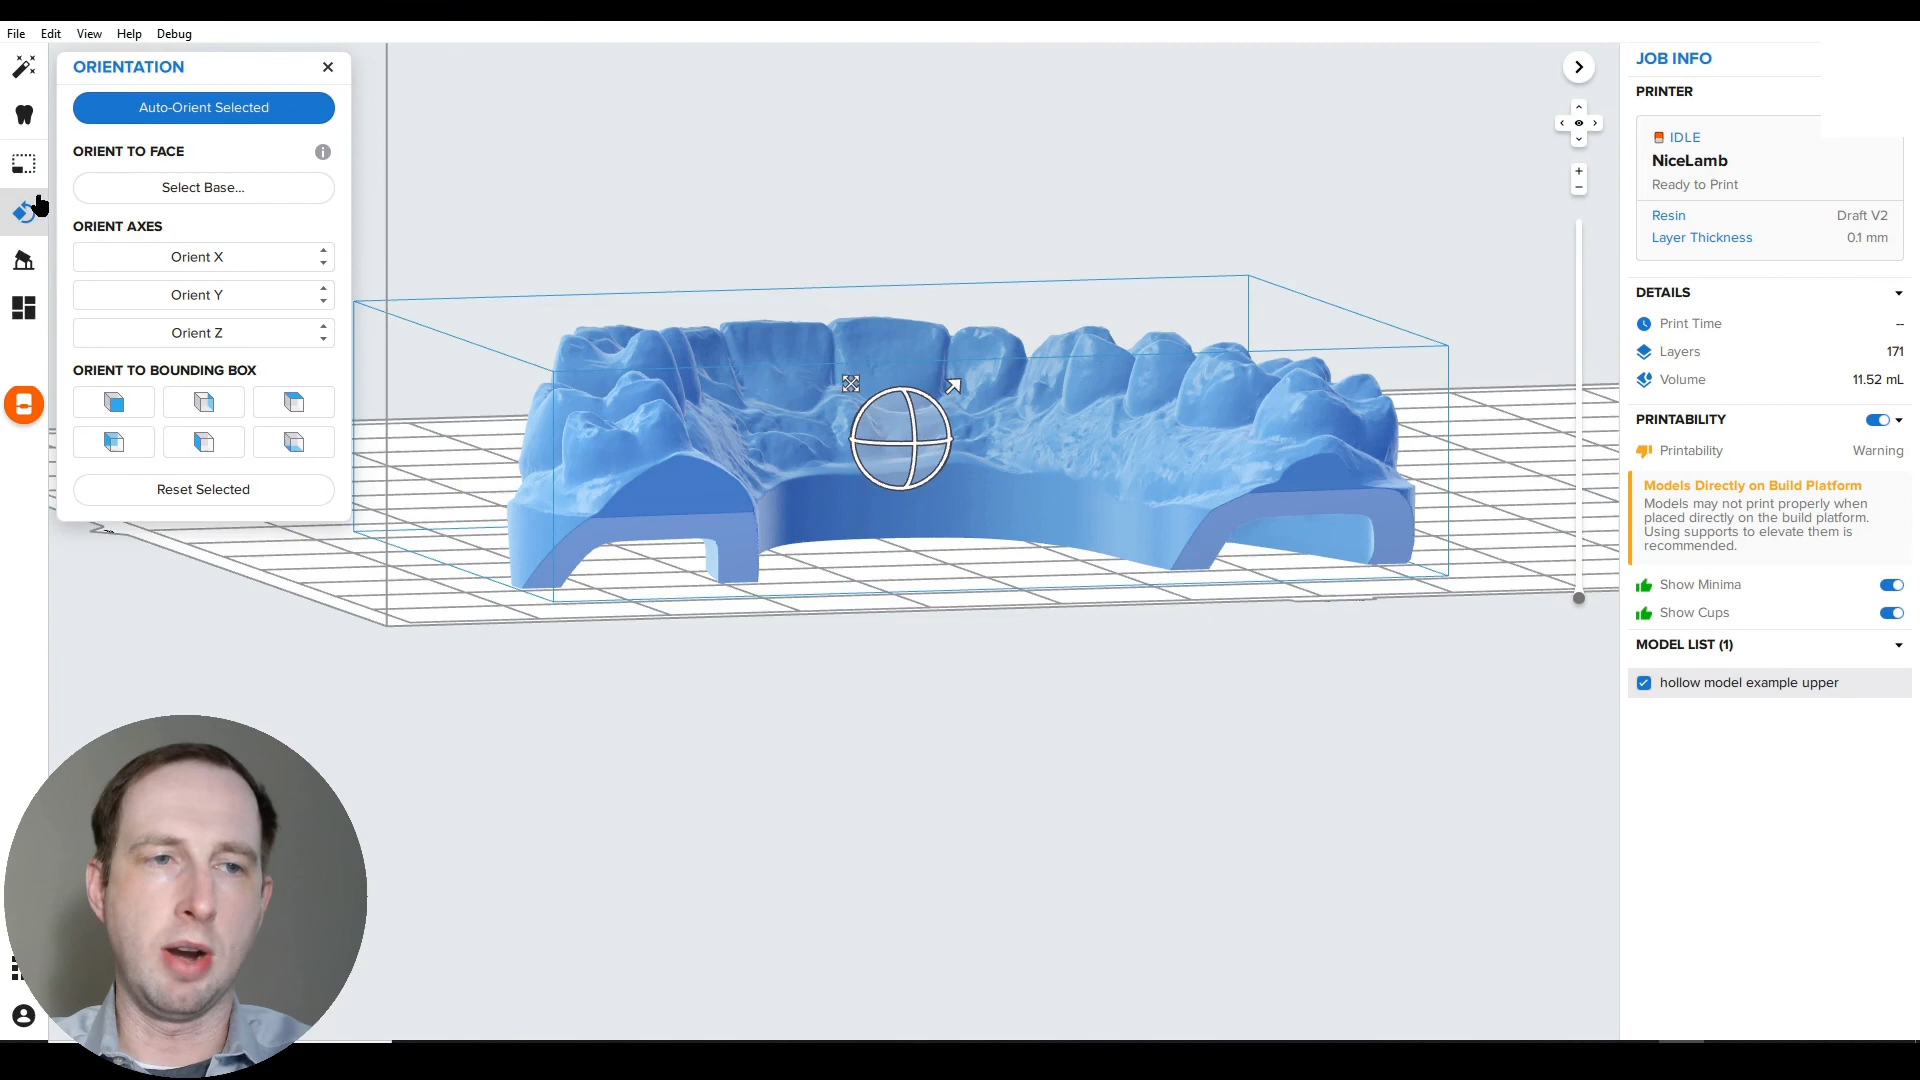 File Edit View Help Debug
ORIENTATION
Auto-Orient Selected
ORIENT TO FACE
Select Base...
ORIENT AXES
Orient X
Orient Y
Orient Z
ORIENT TO BOUNDING BOX
Reset Selected
JOB INFO
PRINTER
IDLE
NiceLamb
Ready to Print
Resin Draft V2
Layer Thickness 0.1 mm
DETAILS
Print Time --
Layers 171
Volume 11.52 mL
PRINTABILITY
Printability Warning
Models Directly on Build Platform
Models may not print properly when
placed directly on the build platform.
Using supports to elevate them is
recommended.
Show Minima
Show Cups
MODEL LIST (1)
hollow model example upper